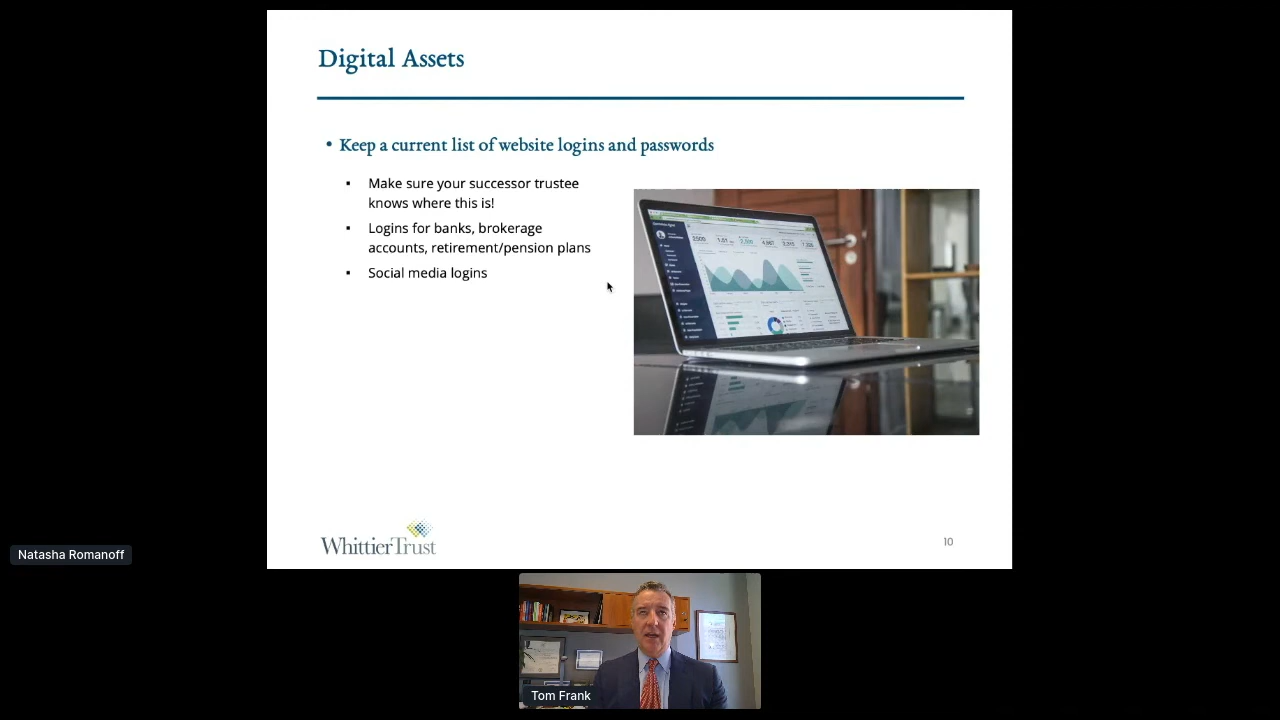 Digital Assets
• Keep a current list of website logins and passwords
▪ Make sure your successor trustee
knows where this is!
▪ Logins for banks, brokerage
accounts, retirement/pension plans
▪ Social media logins
WhittierTrust
10
Natasha Romanoff
Tom Frank